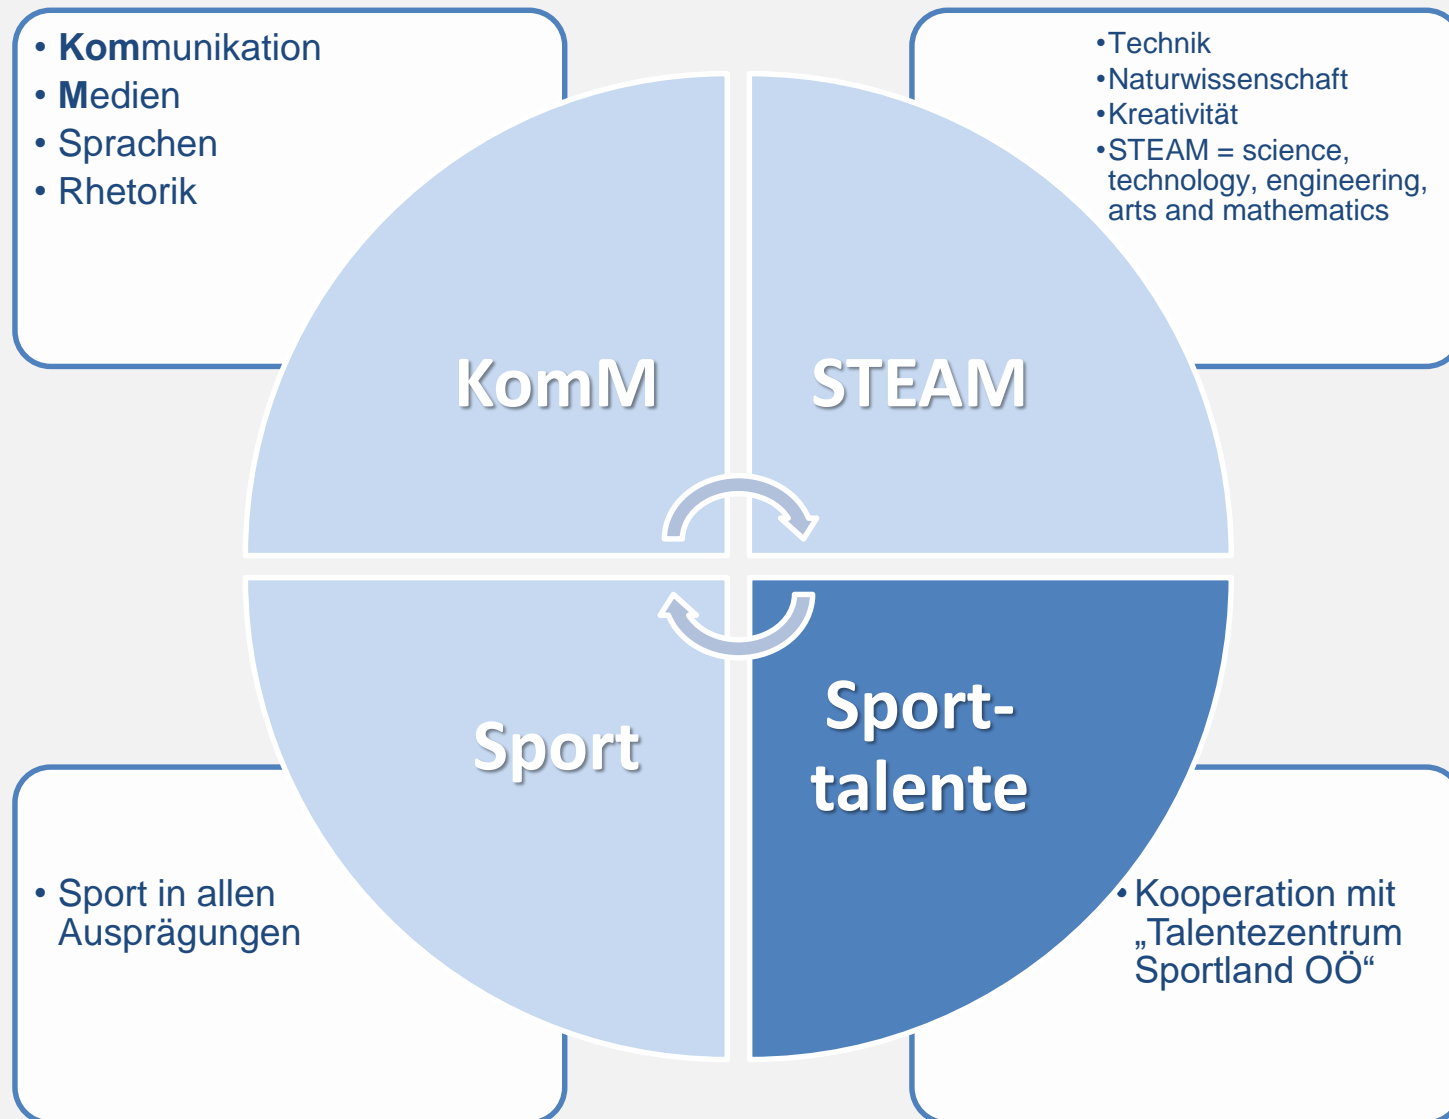 • Kommunikation
• Medien
• Sprachen
• Rhetorik
•Technik
•Naturwissenschaft
•Kreativität
•STEAM = science,
technology, engineering,
arts and mathematics
KomM
STEAM
Sport
Sport-
talente
• Sport in allen
Ausprägungen
• Kooperation mit
„Talentezentrum
Sportland OÖ“